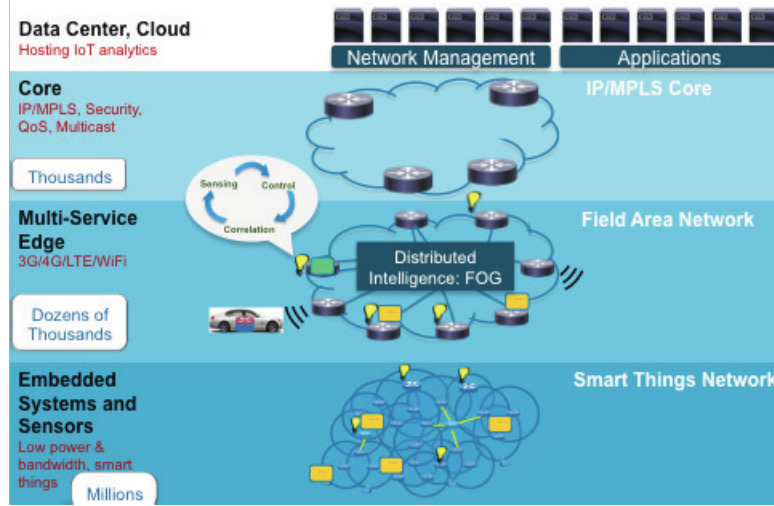 Data Center, Cloud
Hosting IoT analytics
Network Management
Applications
Core
IP/MPLS, Security,
QoS, Multicast
IP/MPLS Core
Thousands
Sensing
Control
Correlation
Multi-Service
Edge
3G/4G/LTE/WiFi
Field Area Network
Distributed
Intelligence: FOG
Dozens of
Thousands
Embedded
Systems and
Sensors
Low power &
bandwidth, smart
things
Smart Things Network
Millions